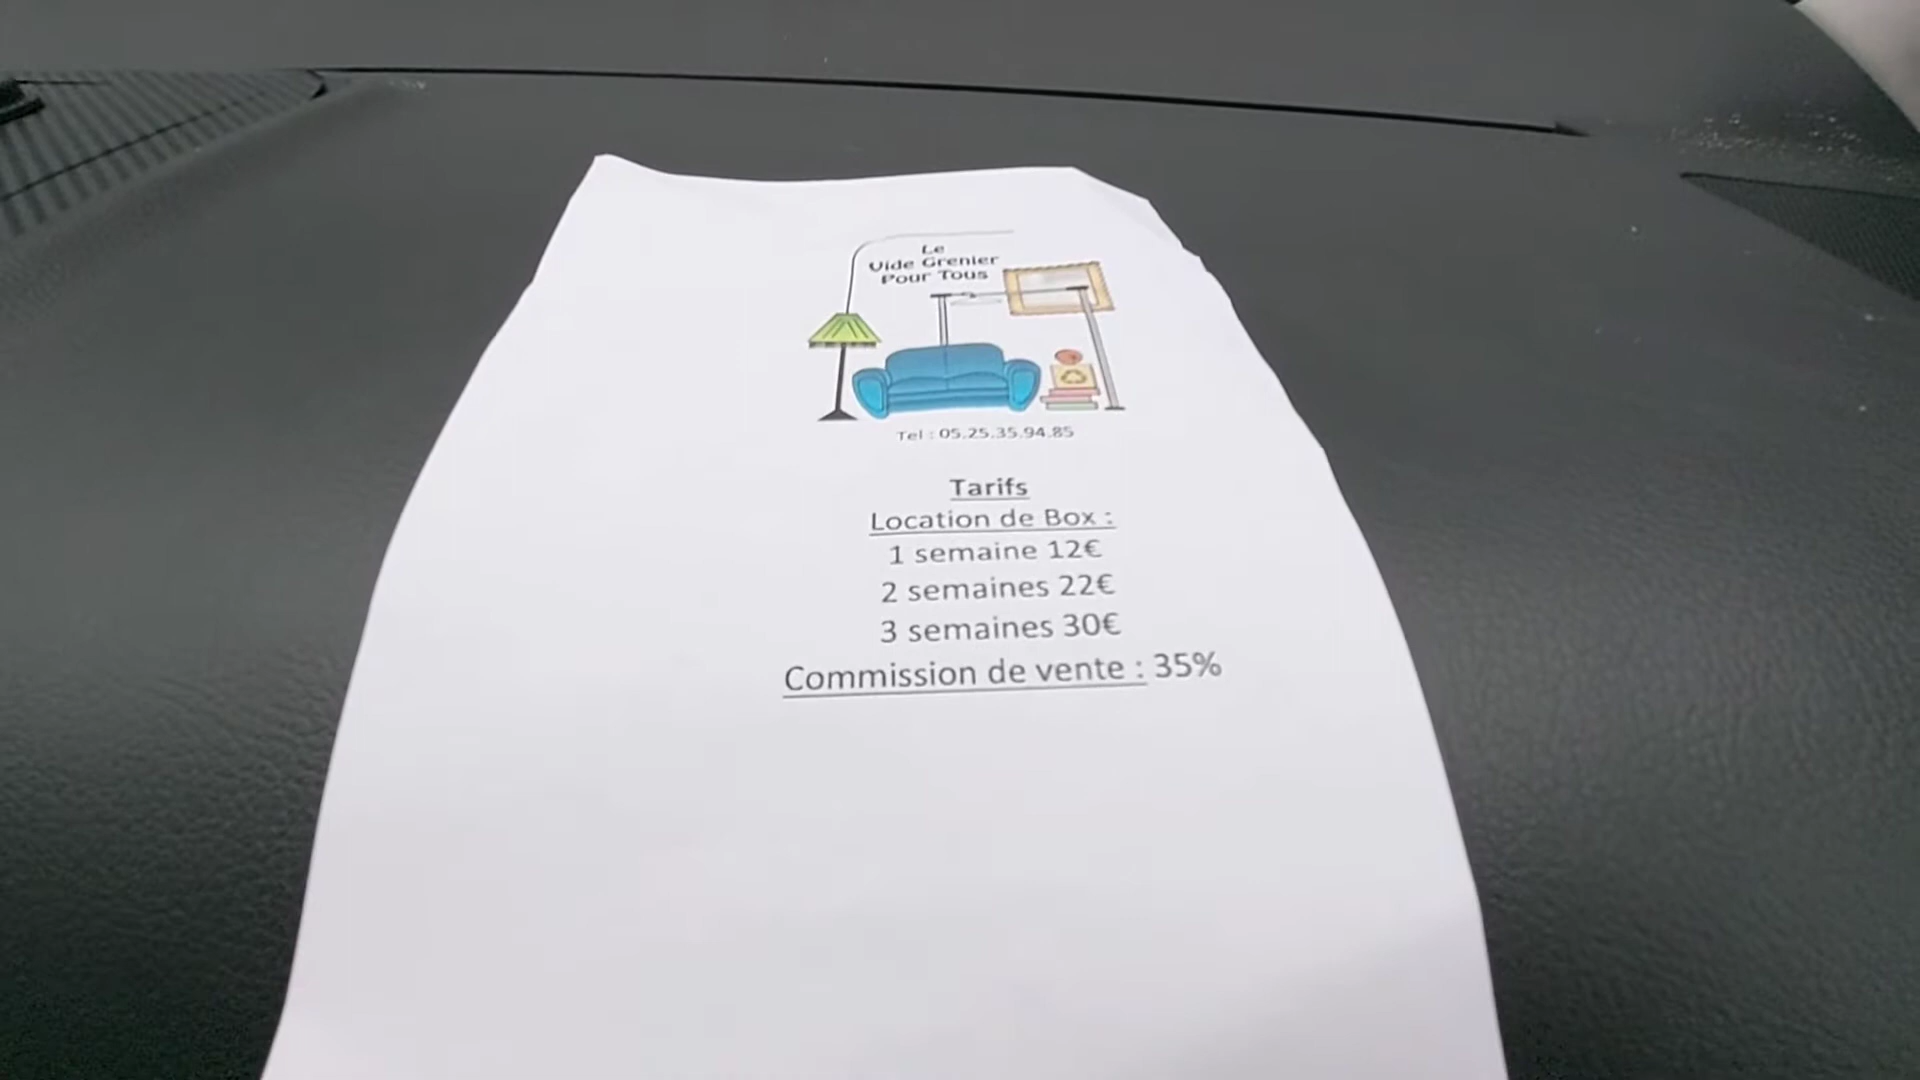 Le
Vide Grenier
Pour Tous
Tel : 05.25.35.94.85
Tarifs
Location de Box :
1 semaine 12€
2 semaines 22€
3 semaines 30€
Commission de vente : 35%